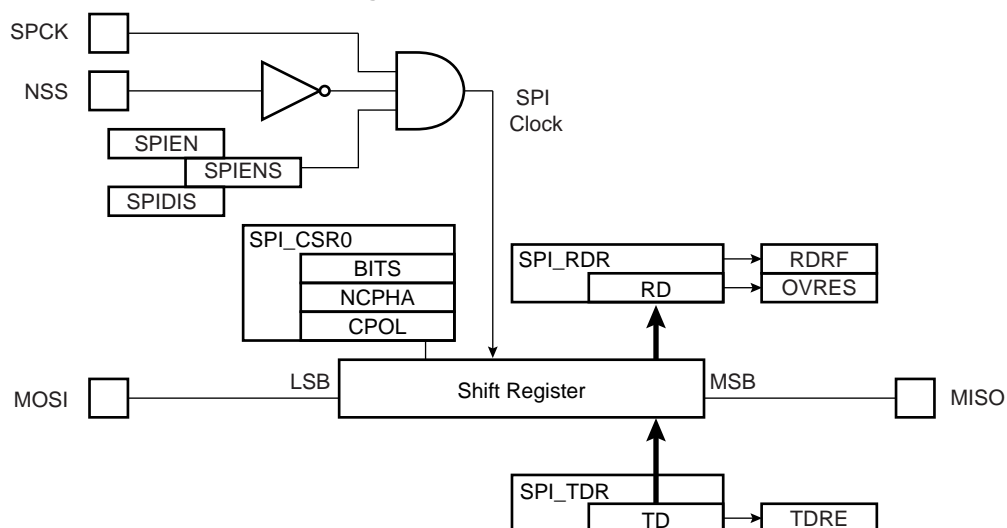 SPCK
NSS
SPI
Clock
SPIEN
SPIENS
SPIDIS
SPI_CSR0
BITS
NCPHA
CPOL
SPI_RDR
RD
RDRF
OVRES
LSB
Shift Register
MSB
MOSI
MISO
SPI_TDR
TD
TDRE